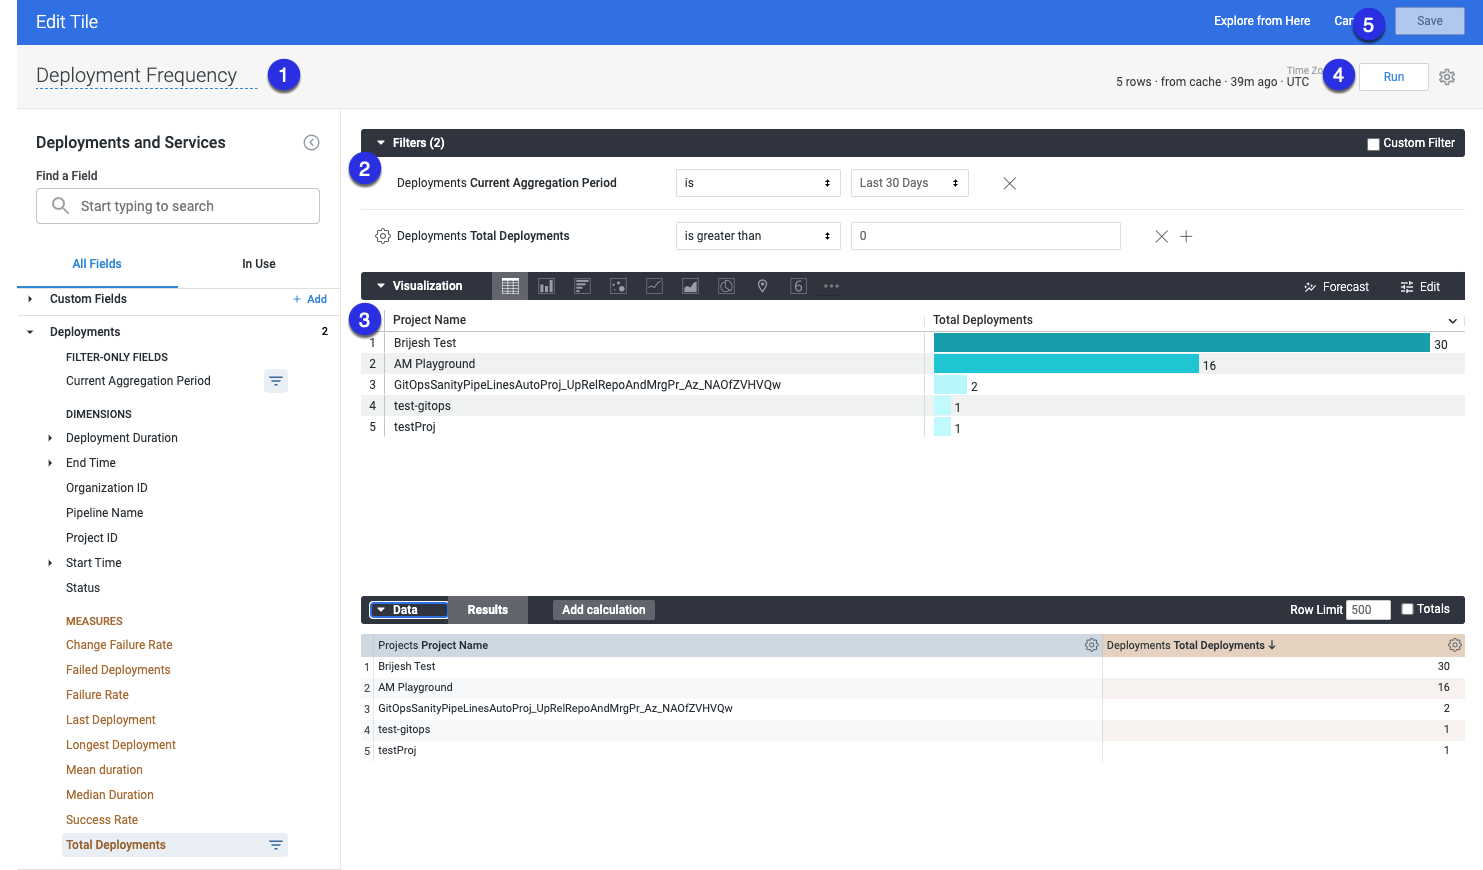 Edit Tile
Explore from Here
5
Save
Deployment Frequency
1
Time Zo
5 rows · from cache · 39m ago · UTC
4
Run
Deployments and Services
Find a Field
Start typing to search
All Fields
In Use
Custom Fields
+ Add
Deployments
2
FILTER-ONLY FIELDS
Current Aggregation Period
DIMENSIONS
Deployment Duration
End Time
Organization ID
Pipeline Name
Project ID
Start Time
Status
MEASURES
Change Failure Rate
Failed Deployments
Failure Rate
Last Deployment
Longest Deployment
Mean duration
Median Duration
Success Rate
Total Deployments
Filters (2)
Custom Filter
2
Deployments Current Aggregation Period
is
Last 30 Days
Deployments Total Deployments
is greater than
0
Visualization
6
Forecast
Edit
3
Project Name
Total Deployments
1 Brijesh Test 30
2 AM Playground 16
3 GitOpsSanityPipeLinesAutoProj_UpRelRepoAndMrgPr_Az_NAOfZVHVQw 2
4 test-gitops 1
5 testProj 1
Data
Results
Add calculation
Row Limit 500
Totals
Projects Project Name
Deployments Total Deployments
1 Brijesh Test 30
2 AM Playground 16
3 GitOpsSanityPipeLinesAutoProj_UpRelRepoAndMrgPr_Az_NAOfZVHVQw 2
4 test-gitops 1
5 testProj 1